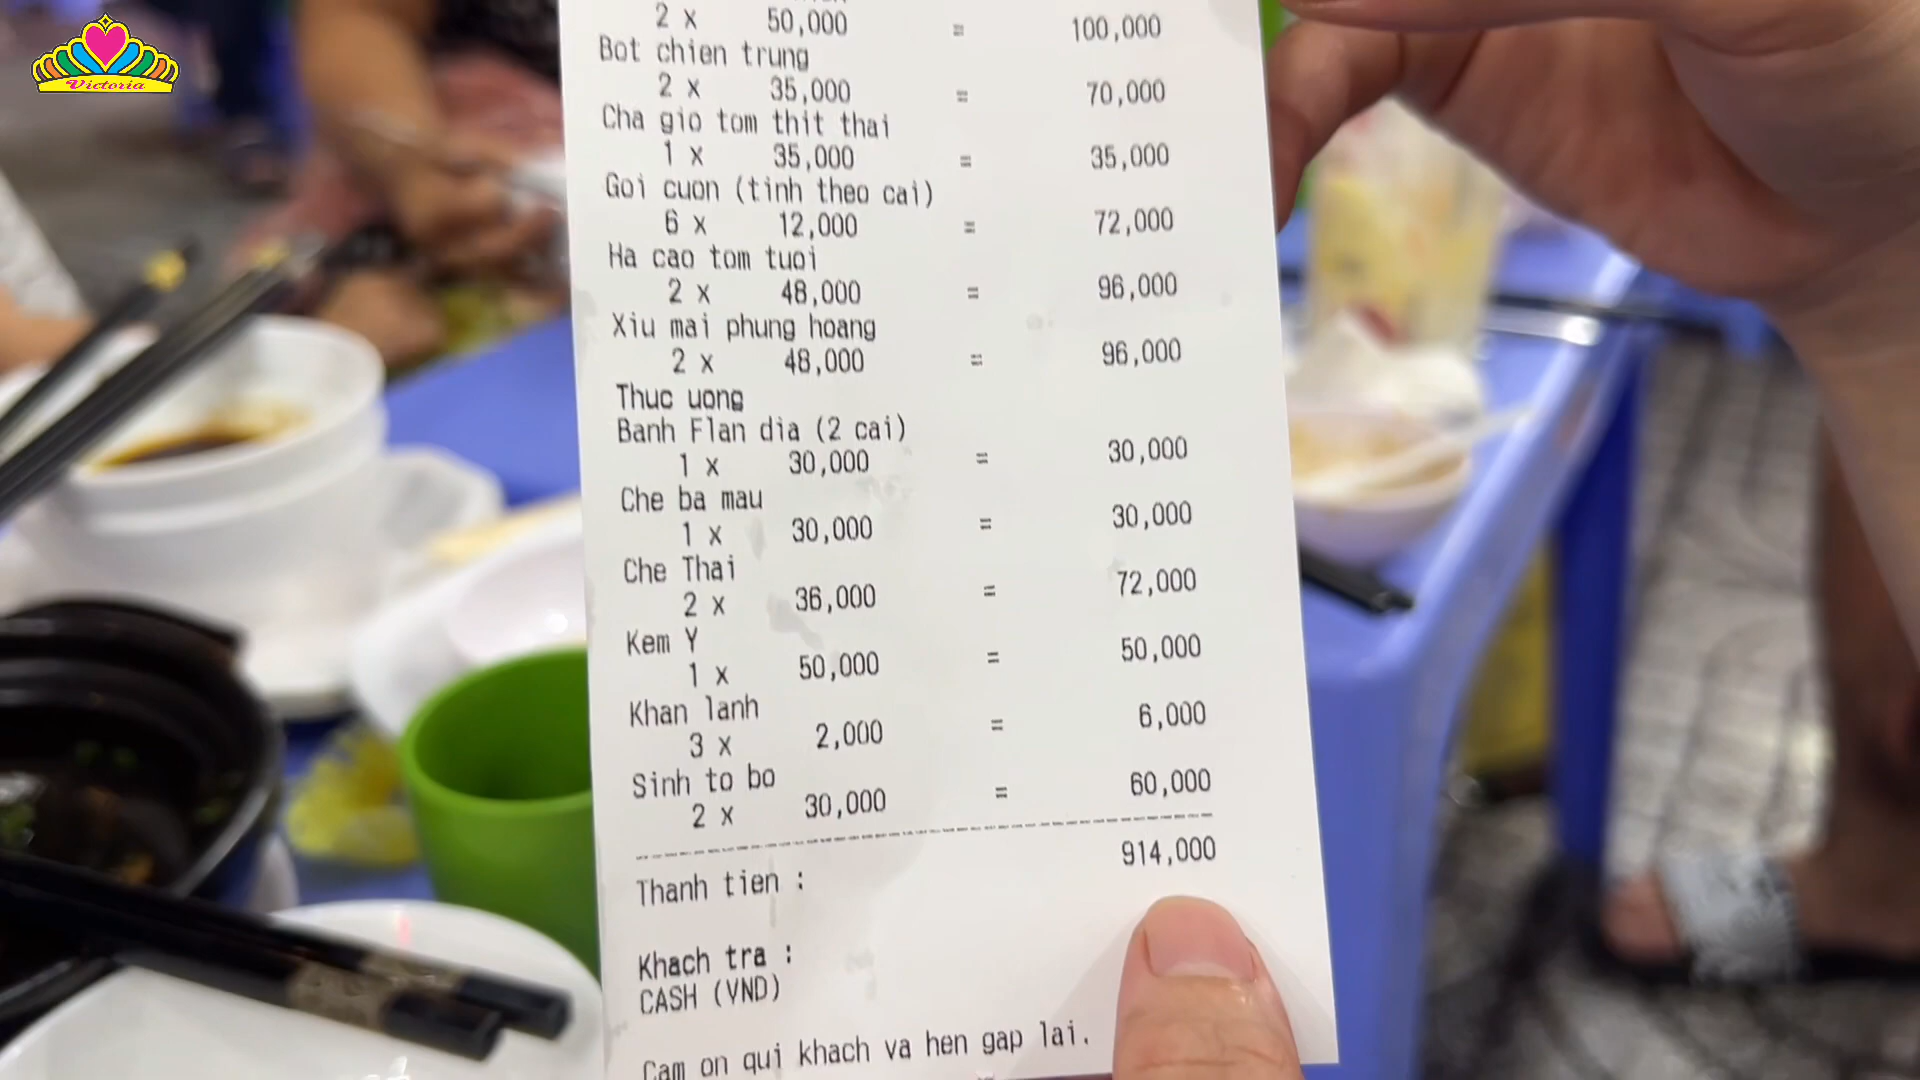 Victoria
2 x 50,000 = 100,000
Bot chien trung
2 x 35,000 = 70,000
Cha gio tom thit thai
1 x 35,000 = 35,000
Goi cuon (tinh theo cai)
6 x 12,000 = 72,000
Ha cao tom tuoi
2 x 48,000 = 96,000
Xiu mai phung hoang
2 x 48,000 = 96,000
Thuc uong
Banh Flan dia (2 cai)
1 x 30,000 = 30,000
Che ba mau
1 x 30,000 = 30,000
Che Thai
2 x 36,000 = 72,000
Kem Y
1 x 50,000 = 50,000
Khan lanh
3 x 2,000 = 6,000
Sinh to bo
2 x 30,000 = 60,000
Thanh tien : 914,000
Khach tra :
CASH (VND)
Cam on qui khach va hen gap lai.